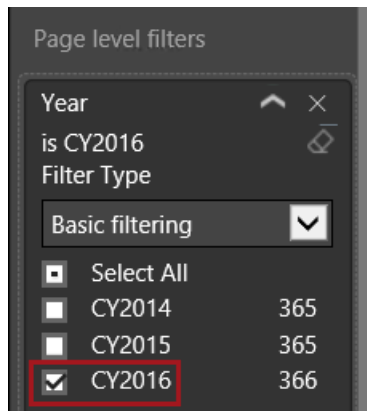 Page level filters
Year
is CY2016
Filter Type
Basic filtering
Select All
CY2014 365
CY2015 365
CY2016 366